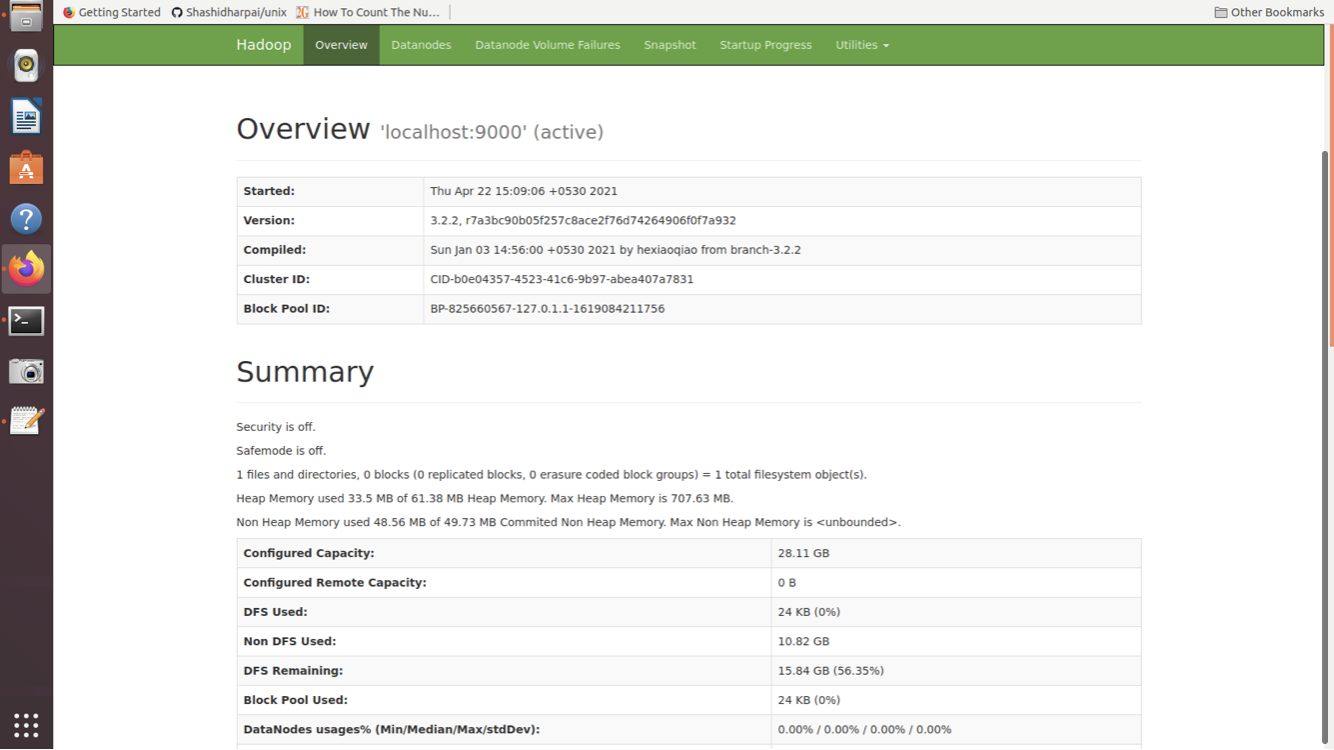 Getting Started Shashidharpai/unix How To Count The Nu... Other Bookmarks
Hadoop Overview Datanodes Datanode Volume Failures Snapshot Startup Progress Utilities
Overview 'localhost:9000' (active)
Started: Thu Apr 22 15:09:06 +0530 2021
Version: 3.2.2, r7a3bc90b05f257c8ace2f76d74264906f0f7a932
Compiled: Sun Jan 03 14:56:00 +0530 2021 by hexiaoqiao from branch-3.2.2
Cluster ID: CID-b0e04357-4523-41c6-9b97-abea407a7831
Block Pool ID: BP-825660567-127.0.1.1-1619084211756
Summary
Security is off.
Safemode is off.
1 files and directories, 0 blocks (0 replicated blocks, 0 erasure coded block groups) = 1 total filesystem object(s).
Heap Memory used 33.5 MB of 61.38 MB Heap Memory. Max Heap Memory is 707.63 MB.
Non Heap Memory used 48.56 MB of 49.73 MB Commited Non Heap Memory. Max Non Heap Memory is <unbounded>.
Configured Capacity: 28.11 GB
Configured Remote Capacity: 0 B
DFS Used: 24 KB (0%)
Non DFS Used: 10.82 GB
DFS Remaining: 15.84 GB (56.35%)
Block Pool Used: 24 KB (0%)
DataNodes usages% (Min/Median/Max/stdDev): 0.00% / 0.00% / 0.00% / 0.00%